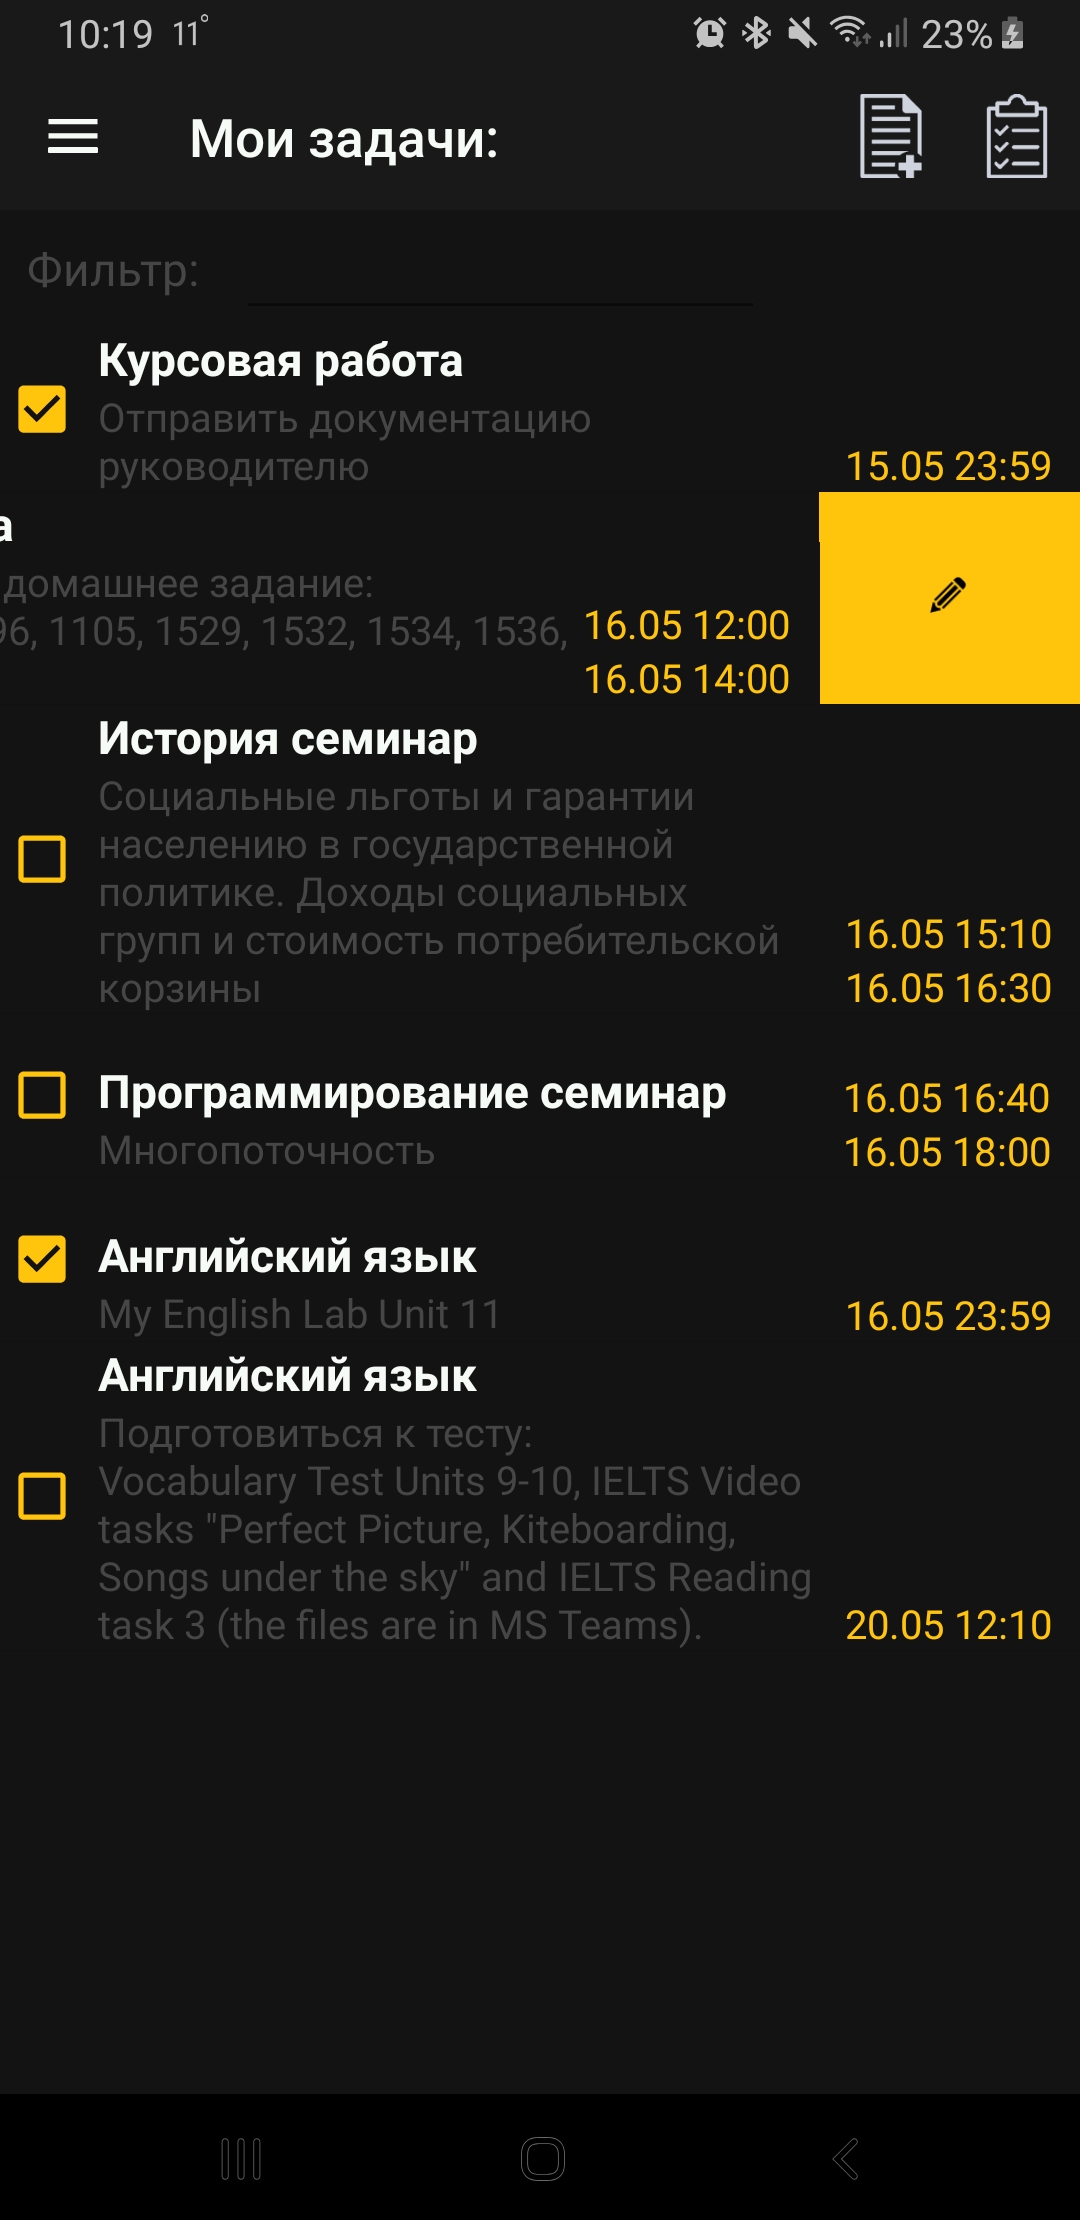 10:19 11° 23%
Мои задачи:
Фильтр:
Курсовая работа
Отправить документацию
руководителю
15.05 23:59
а
домашнее задание:
96, 1105, 1529, 1532, 1534, 1536,
16.05 12:00
16.05 14:00
История семинар
Социальные льготы и гарантии
населению в государственной
политике. Доходы социальных
групп и стоимость потребительской
корзины
16.05 15:10
16.05 16:30
Программирование семинар
Многопоточность
16.05 16:40
16.05 18:00
Английский язык
My English Lab Unit 11
16.05 23:59
Английский язык
Подготовиться к тесту:
Vocabulary Test Units 9-10, IELTS Video
tasks "Perfect Picture, Kiteboarding,
Songs under the sky" and IELTS Reading
task 3 (the files are in MS Teams).
20.05 12:10